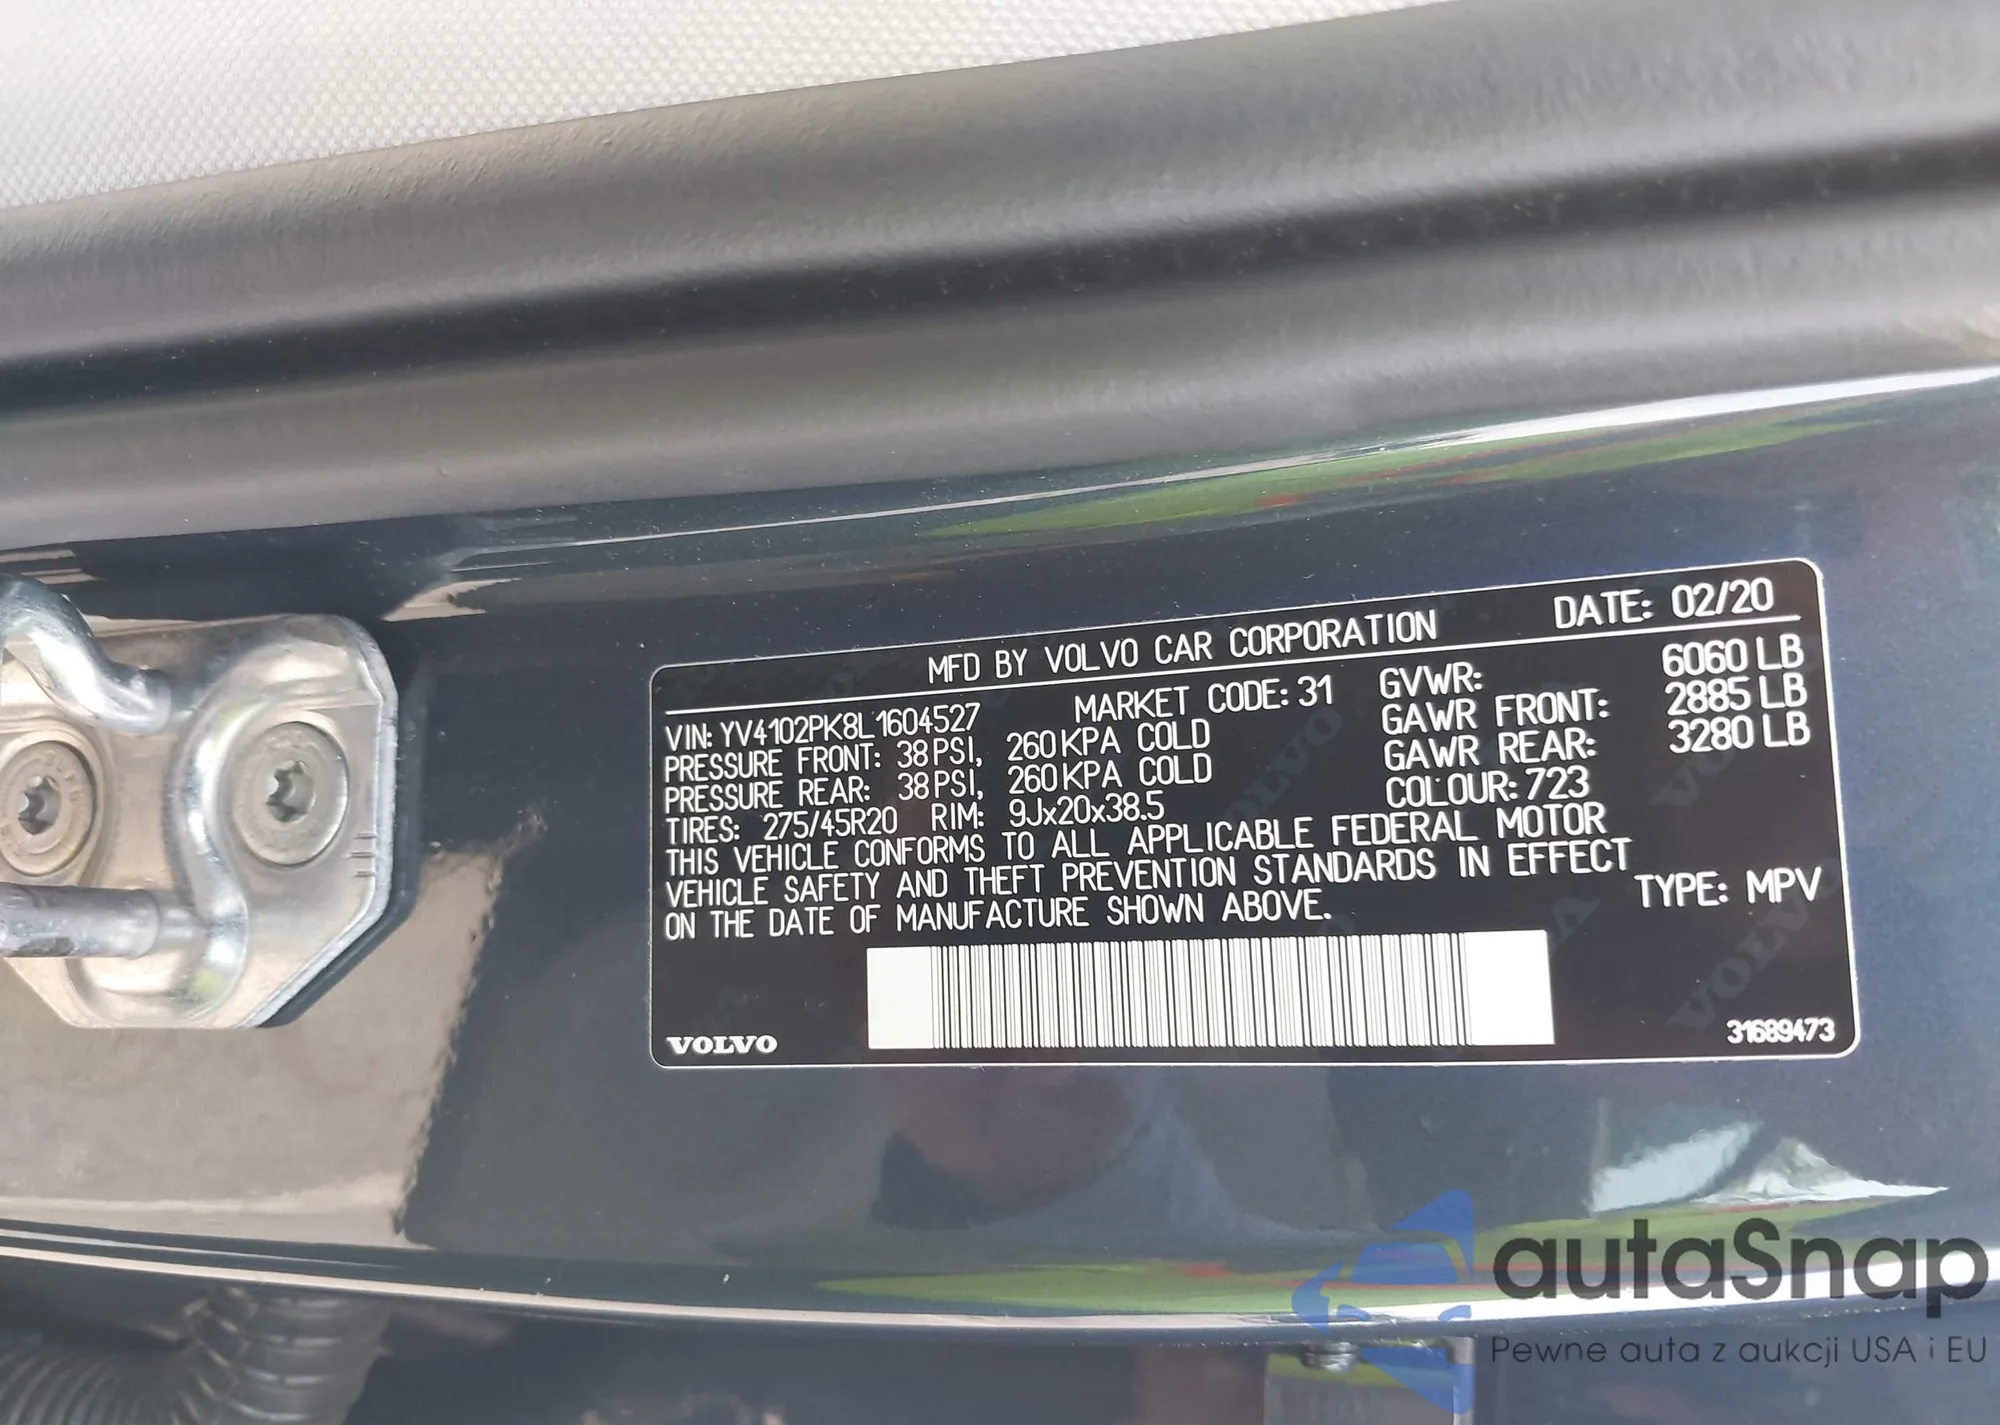 MFD BY VOLVO CAR CORPORATION DATE: 02/20
VIN: YV4102PK8L1604527 MARKET CODE: 31 GVWR: 6060 LB
PRESSURE FRONT: 38 PSI, 260 KPA COLD GAWR FRONT: 2885 LB
PRESSURE REAR: 38 PSI, 260 KPA COLD GAWR REAR: 3280 LB
TIRES: 275/45R20 RIM: 9Jx20x38.5 COLOUR: 723
THIS VEHICLE CONFORMS TO ALL APPLICABLE FEDERAL MOTOR
VEHICLE SAFETY AND THEFT PREVENTION STANDARDS IN EFFECT
ON THE DATE OF MANUFACTURE SHOWN ABOVE. TYPE: MPV
VOLVO 31689473
autaSnap
Pewne auta z aukcji USA i EU